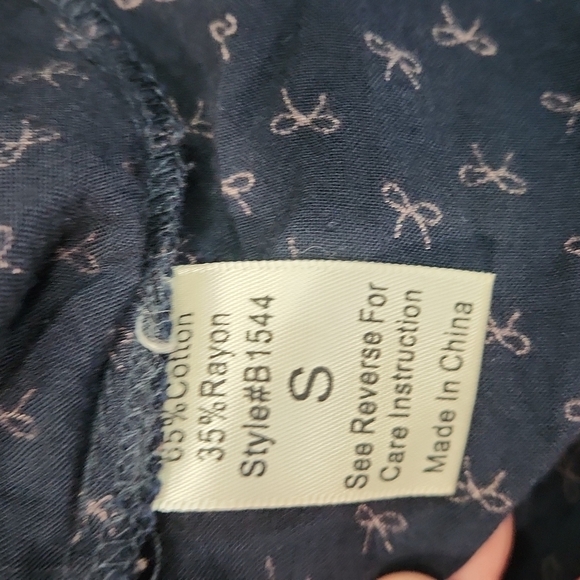 65%Cotton
35%Rayon
Style#B1544
S
See Reverse For
Care Instruction
Made In China